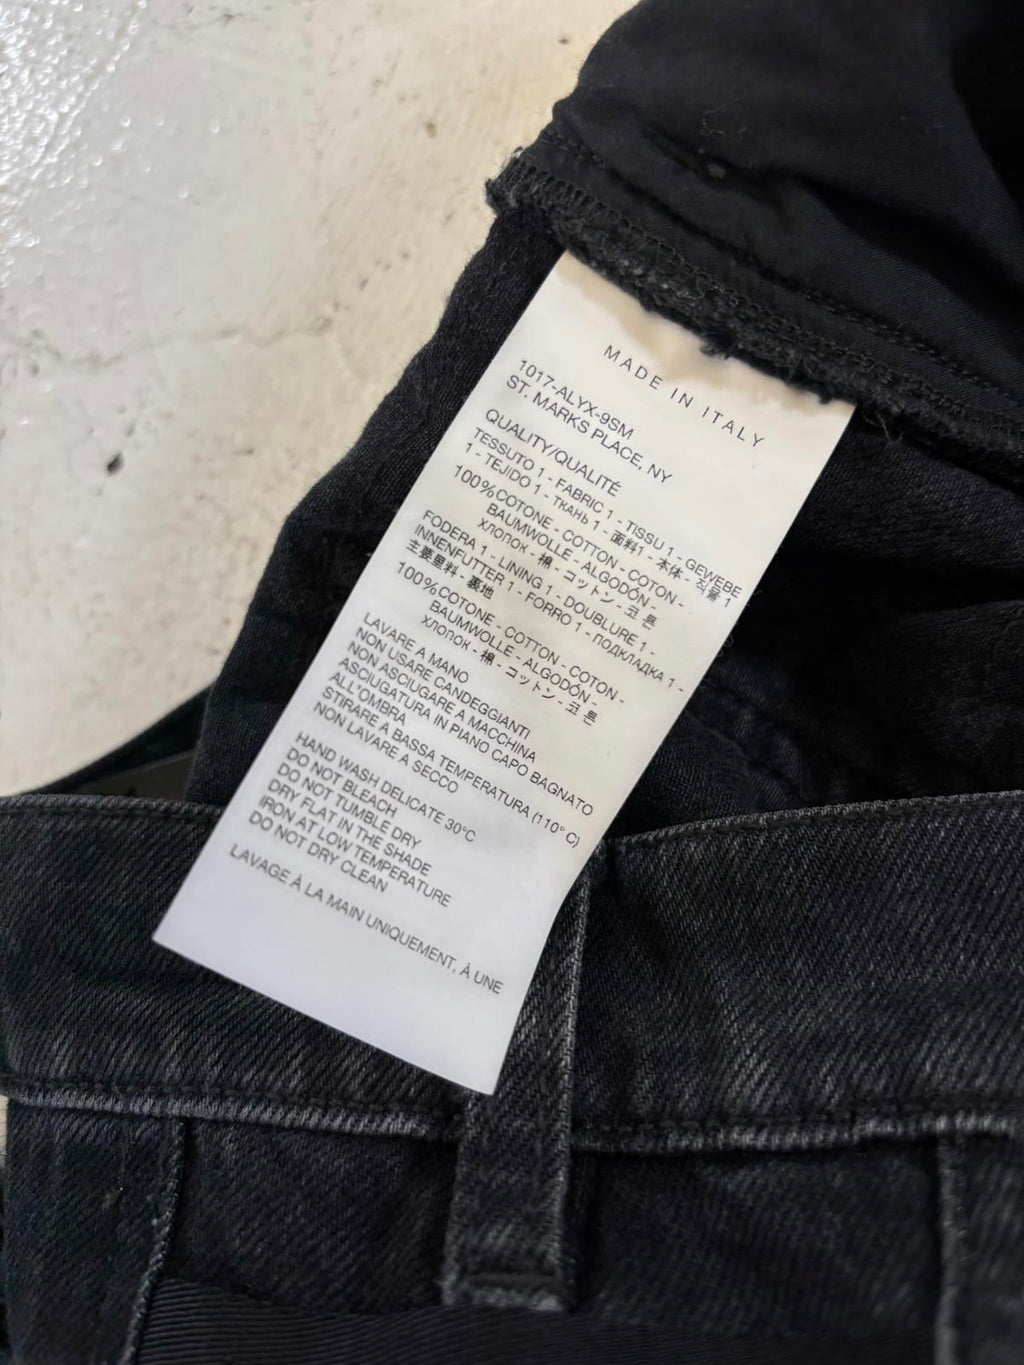 MADE IN ITALY
1017-ALYX-9SM
ST. MARKS PLACE, NY
QUALITY/QUALITÉ
TESSUTO 1 - FABRIC 1 - TISSU 1 - GEWEBE
1 - TEJIDO 1 - ТКАНЬ 1 - 面料1 - 本体 - 직물 1
100%COTONE - COTTON - COTON -
BAUMWOLLE - ALGODÓN -
ХЛОПОК - 棉 - コットン - 코 튼
FODERA 1 - LINING 1 - DOUBLURE 1 -
INNENFUTTER 1 - FORRO 1 - ПОДКЛАДКА 1 -
主要里料 - 裏地
100%COTONE - COTTON - COTON -
BAUMWOLLE - ALGODÓN -
ХЛОПОК - 棉 - コットン - 코 튼
LAVARE A MANO
NON USARE CANDEGGIANTI
NON ASCIUGARE A MACCHINA
ASCIUGATURA IN PIANO CAPO BAGNATO
ALL"OMBRA
STIRARE A BASSA TEMPERATURA (110° C)
NON LAVARE A SECCO
HAND WASH DELICATE 30°C
DO NOT BLEACH
DO NOT TUMBLE DRY
DRY FLAT IN THE SHADE
IRON AT LOW TEMPERATURE
DO NOT DRY CLEAN
LAVAGE À LA MAIN UNIQUEMENT, À UNE